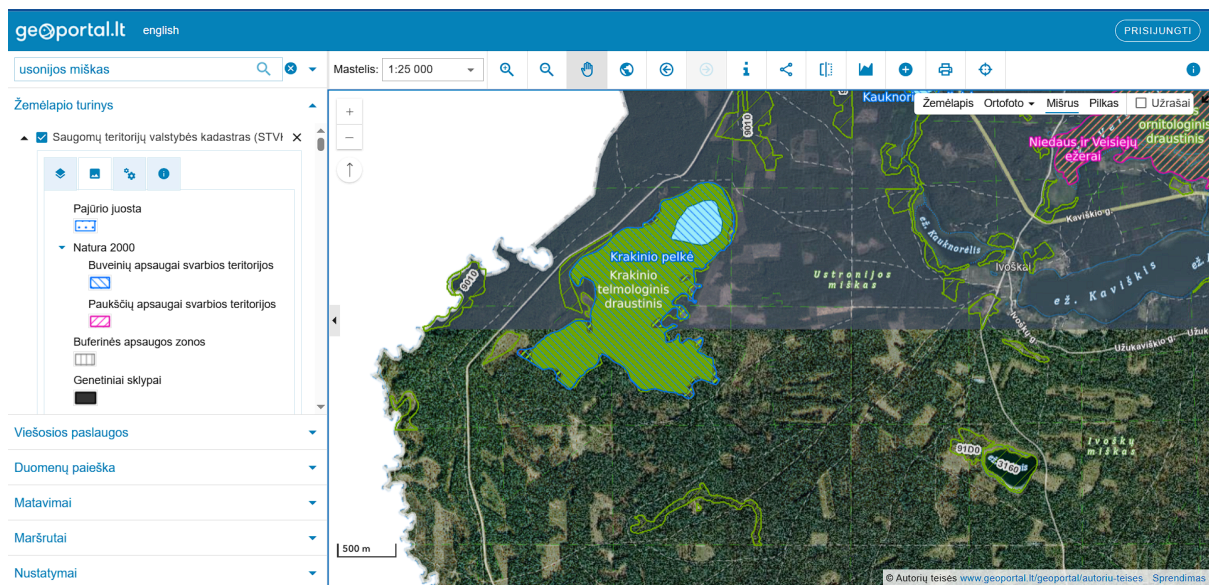 geoportal.lt
english
PRISIJUNGTI
usonijos miškas
Mastelis:
1:25 000
Žemėlapio turinys
Saugomų teritorijų valstybės kadastras (STVK
Pajūrio juosta
Natura 2000
Buveinių apsaugai svarbios teritorijos
Paukščių apsaugai svarbios teritorijos
Buferinės apsaugos zonos
Genetiniai sklypai
Viešosios paslaugos
Duomenų paieška
Matavimai
Maršrutai
Nustatymai
Žemėlapis
Ortofoto
Mišrus
Pilkas
Užrašai
9010
ornitologinis
draustinis
Niedaus ir Veisiejų
ežerai
Kaviškio g.
ež. Kauknorėlis
Krakinio pelkė
Krakinio
telmologinis
draustinis
9010
Ustronijos
miškas
Ivoškai
ež. Kaviškis
ež.
Ivoškų g.
Užukaviškio g.
91D0
3160
Ivoškų
miškas
500 m
© Autorių teisės www.geoportal.lt/geoportal/autoriu-teises Sprendimas